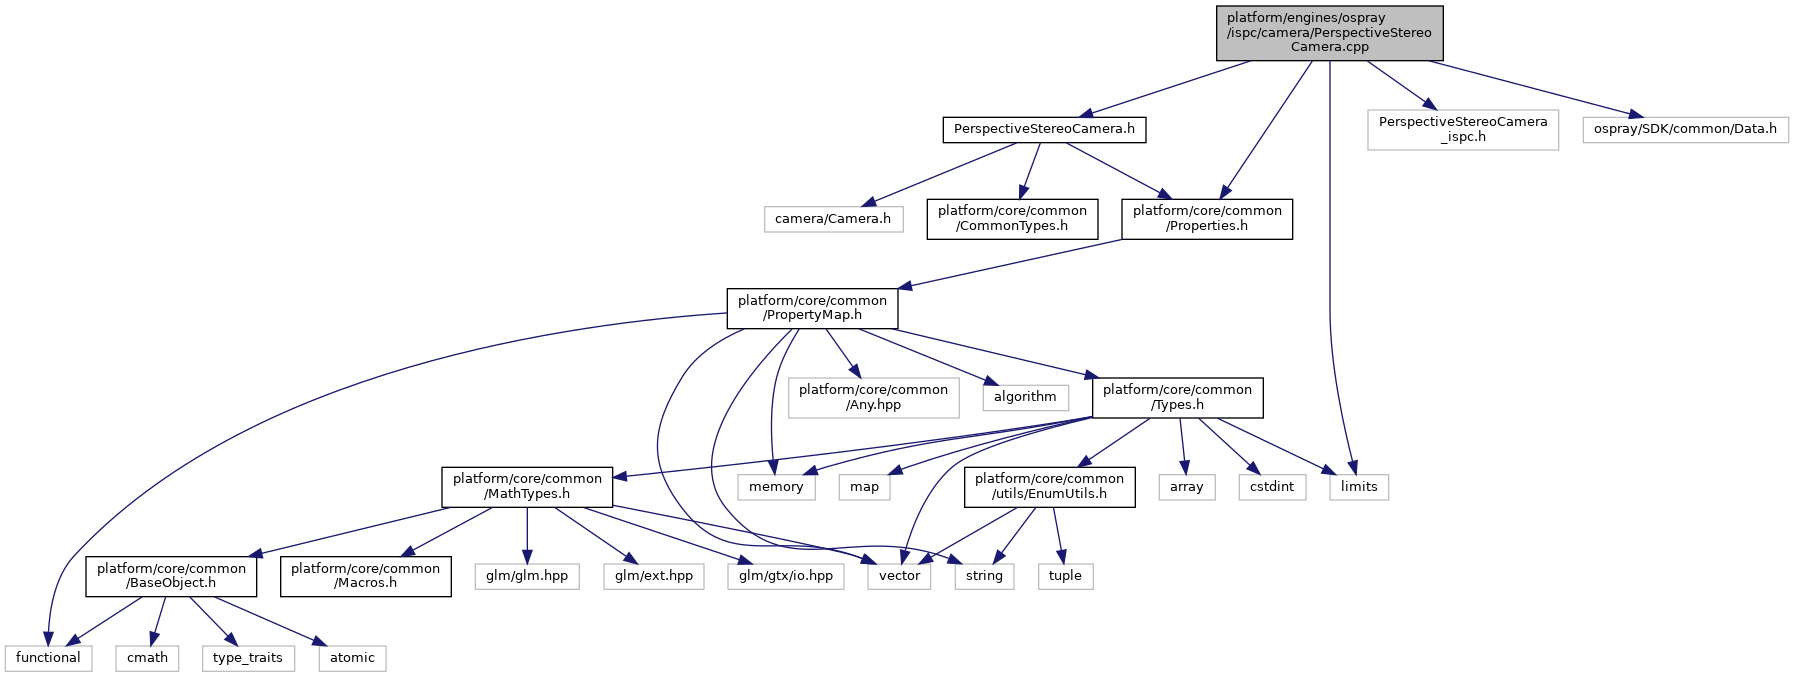 platform/engines/ospray
/ispc/camera/PerspectiveStereo
Camera.cpp
PerspectiveStereoCamera.h
PerspectiveStereoCamera
_ispc.h
ospray/SDK/common/Data.h
camera/Camera.h
platform/core/common
/CommonTypes.h
platform/core/common
/Properties.h
platform/core/common
/PropertyMap.h
platform/core/common
/Any.hpp
algorithm
platform/core/common
/Types.h
platform/core/common
/MathTypes.h
memory
map
platform/core/common
/utils/EnumUtils.h
array
cstdint
limits
platform/core/common
/BaseObject.h
platform/core/common
/Macros.h
glm/glm.hpp
glm/ext.hpp
glm/gtx/io.hpp
vector
string
tuple
functional
cmath
type_traits
atomic